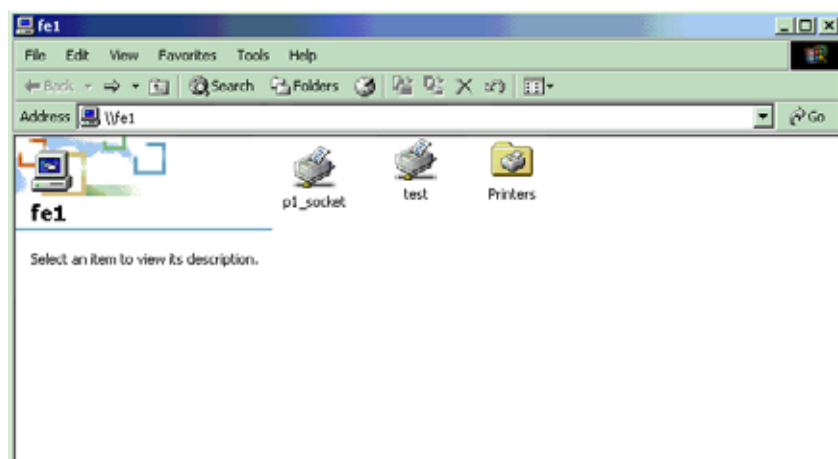 fe1
File Edit View Favorites Tools Help
Back Search Folders
Address \\fe1 Go
p1_socket test Printers
fe1
Select an item to view its description.